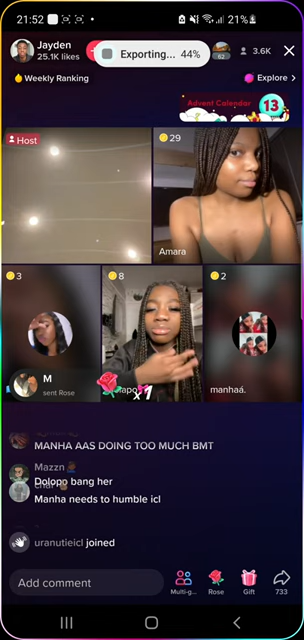 21:52
21%
Jayden
25.1K likes
Exporting... 44%
62
3.6K
Weekly Ranking
Explore >
Advent Calendar
13
Host
29
Amara
3
8
2
M
sent Rose
x1
manhaá.
MANHA AAS DOING TOO MUCH BMT
Mazzn
Dolopo bang her
Manha needs to humble icl
uranutieicl joined
Add comment
Multi-g...
Rose
Gift
733